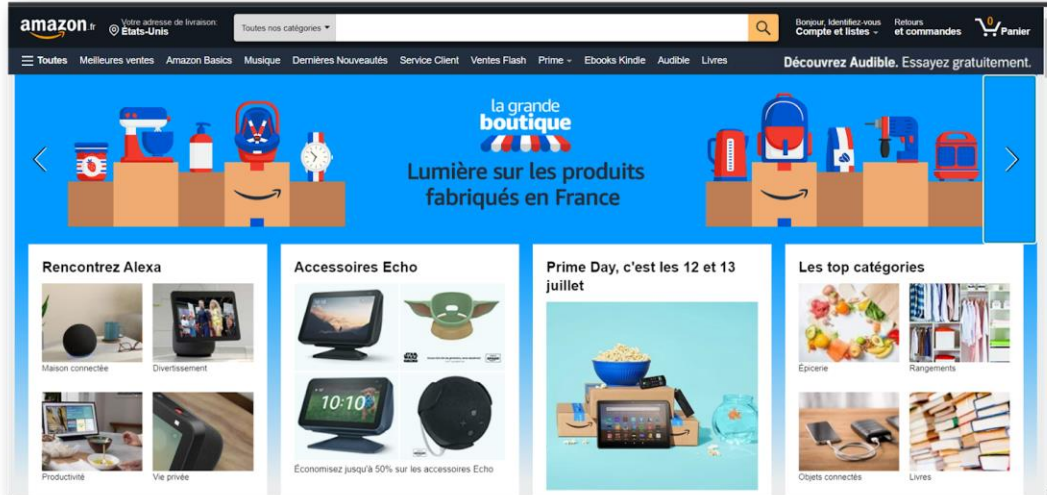 amazon.fr
Votre adresse de livraison:
États-Unis
Toutes nos catégories
Bonjour, Identifiez-vous
Compte et listes
Retours
et commandes
0
Panier
Toutes Meilleures ventes Amazon Basics Musique Dernières Nouveautés Service Client Ventes Flash Prime Ebooks Kindle Audible Livres
Découvrez Audible. Essayez gratuitement.
la grande
boutique
Lumière sur les produits
fabriqués en France
Rencontrez Alexa
Maison connectée
Divertissement
Productivité
Vie privée
Accessoires Echo
10:10
Économisez jusqu'à 50% sur les accessoires Echo
Prime Day, c'est les 12 et 13
juillet
Les top catégories
Épicerie
Rangements
Objets connectés
Livres